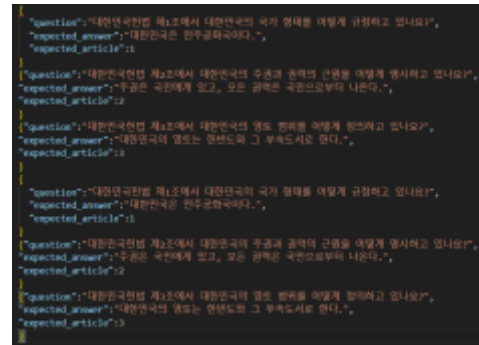 {
"question":"대한민국헌법 제1조에서 대한민국의 국가 형태를 어떻게 규정하고 있나요?",
"expected_answer":"대한민국은 민주공화국이다.",
"expected_article":1
}
{"question":"대한민국헌법 제2조에서 대한민국의 주권과 권력의 근원을 어떻게 명시하고 있나요?",
"expected_answer":"주권은 국민에게 있고, 모든 권력은 국민으로부터 나온다.",
"expected_article":2
}
{"question":"대한민국헌법 제3조에서 대한민국의 영토 범위를 어떻게 정의하고 있나요?",
"expected_answer":"대한민국의 영토는 한반도와 그 부속도서로 한다.",
"expected_article":3
}
{
"question":"대한민국헌법 제1조에서 대한민국의 국가 형태를 어떻게 규정하고 있나요?",
"expected_answer":"대한민국은 민주공화국이다.",
"expected_article":1
}
{"question":"대한민국헌법 제2조에서 대한민국의 주권과 권력의 근원을 어떻게 명시하고 있나요?",
"expected_answer":"주권은 국민에게 있고, 모든 권력은 국민으로부터 나온다.",
"expected_article":2
}
{"question":"대한민국헌법 제3조에서 대한민국의 영토 범위를 어떻게 정의하고 있나요?",
"expected_answer":"대한민국의 영토는 한반도와 그 부속도서로 한다.",
"expected_article":3
}